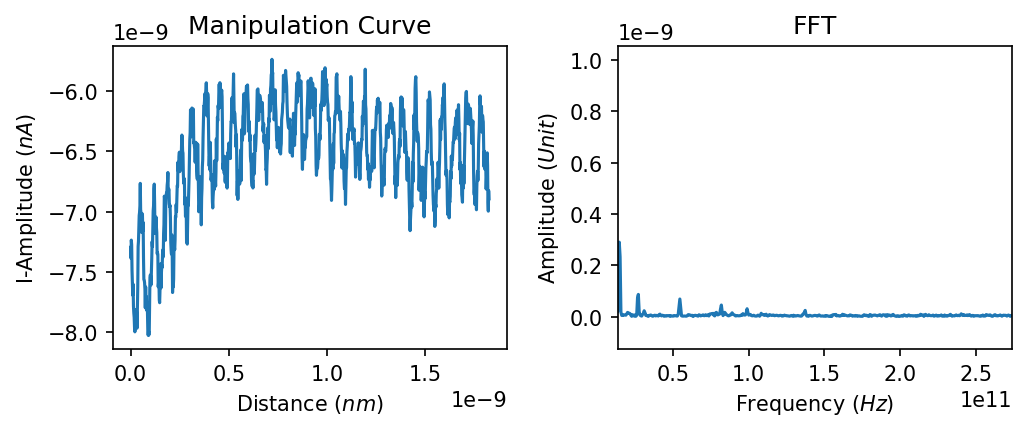 Manipulation Curve
1e−9
−6.0
−6.5
−7.0
−7.5
−8.0
I-Amplitude (nA)
0.0 0.5 1.0 1.5
1e−9
Distance (nm)
FFT
1e−9
1.0
0.8
0.6
0.4
0.2
0.0
Amplitude (Unit)
0.5 1.0 1.5 2.0 2.5
1e11
Frequency (Hz)